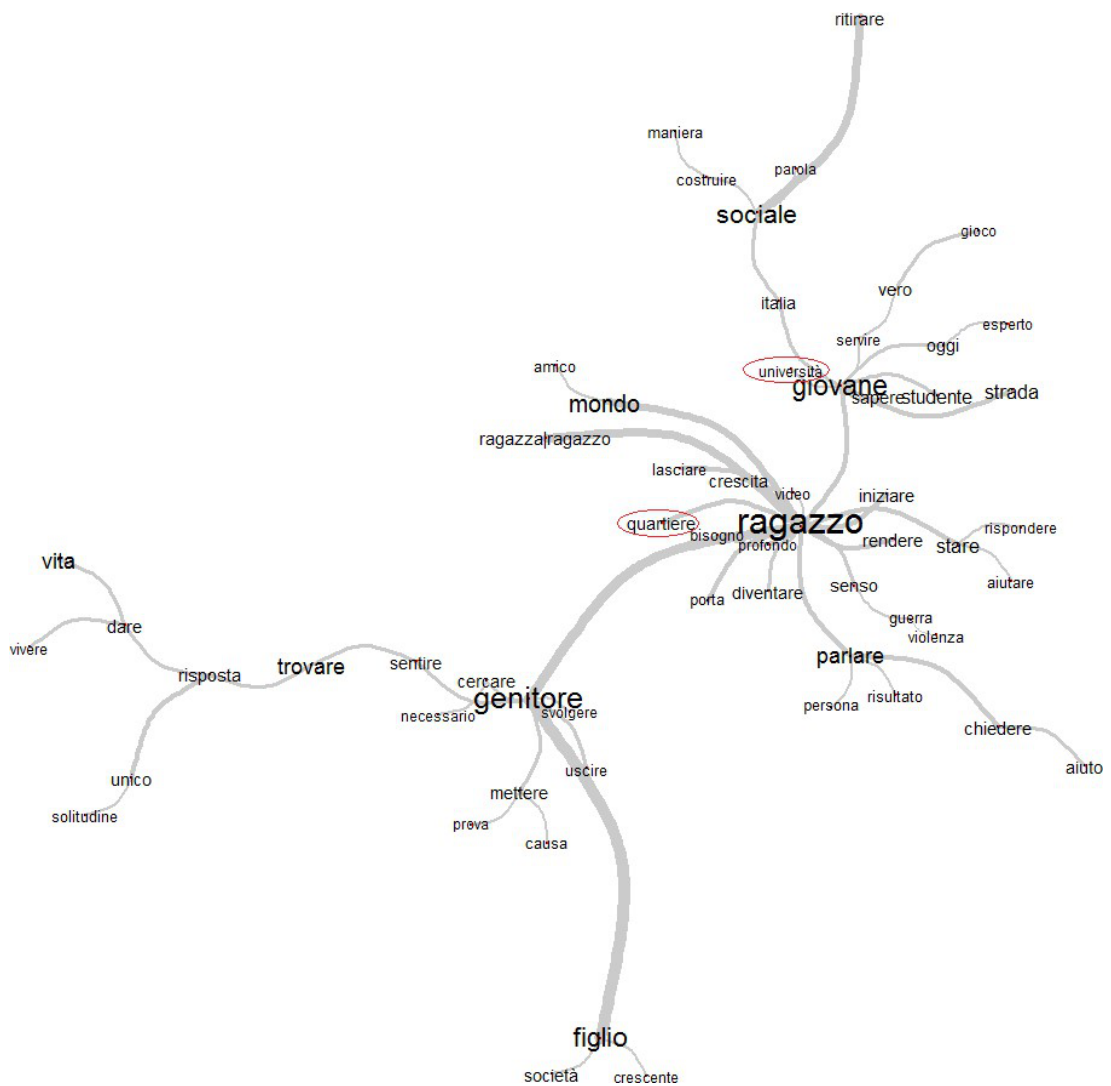 ritirare
maniera
parola
costruire
sociale
gioco
vero
italia
esperto
servire
oggi
amico
università
giovane
sapere
studente
strada
mondo
ragazza|ragazzo
lasciare
crescita
video
iniziare
quartiere
ragazzo
rispondere
bisogno
profondo
rendere
stare
vita
aiutare
senso
porta
diventare
guerra
dare
violenza
vivere
parlare
sentire
trovare
risposta
cercare
genitore
risultato
persona
necessario
svolgere
chiedere
aiuto
uscire
unico
mettere
solitudine
prova
causa
figlio
società
crescente